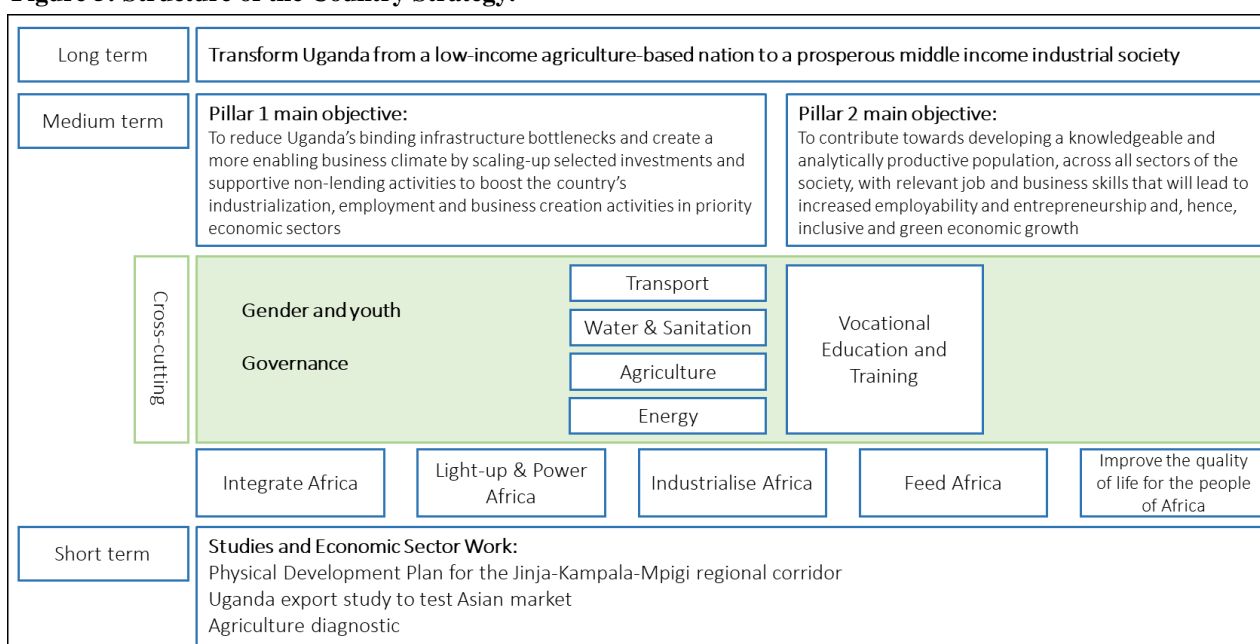 Figure Structure of the Country Strategy.
Long term
Transform Uganda from a low-income agriculture-based nation to a prosperous middle income industrial society
Medium term
Pillar 1 main objective:
To reduce Uganda's binding infrastructure bottlenecks and create a
more enabling business climate by scaling-up selected investments and
supportive non-lending activities to boost the country's
industrialization, employment and business creation activities in priority
economic sectors
Pillar 2 main objective:
To contribute towards developing a knowledgeable and
analytically productive population, across all sectors of the
society, with relevant job and business skills that will lead to
increased employability and entrepreneurship and, hence,
inclusive and green economic growth
Cross-cutting
Gender and youth
Governance
Transport
Water & Sanitation
Agriculture
Energy
Vocational
Education and
Training
Integrate Africa
Light-up & Power
Africa
Industrialise Africa
Feed Africa
Improve the quality
of life for the people
of Africa
Short term
Studies and Economic Sector Work:
Physical Development Plan for the Jinja-Kampala-Mpigi regional corridor
Uganda export study to test Asian market
Agriculture diagnostic